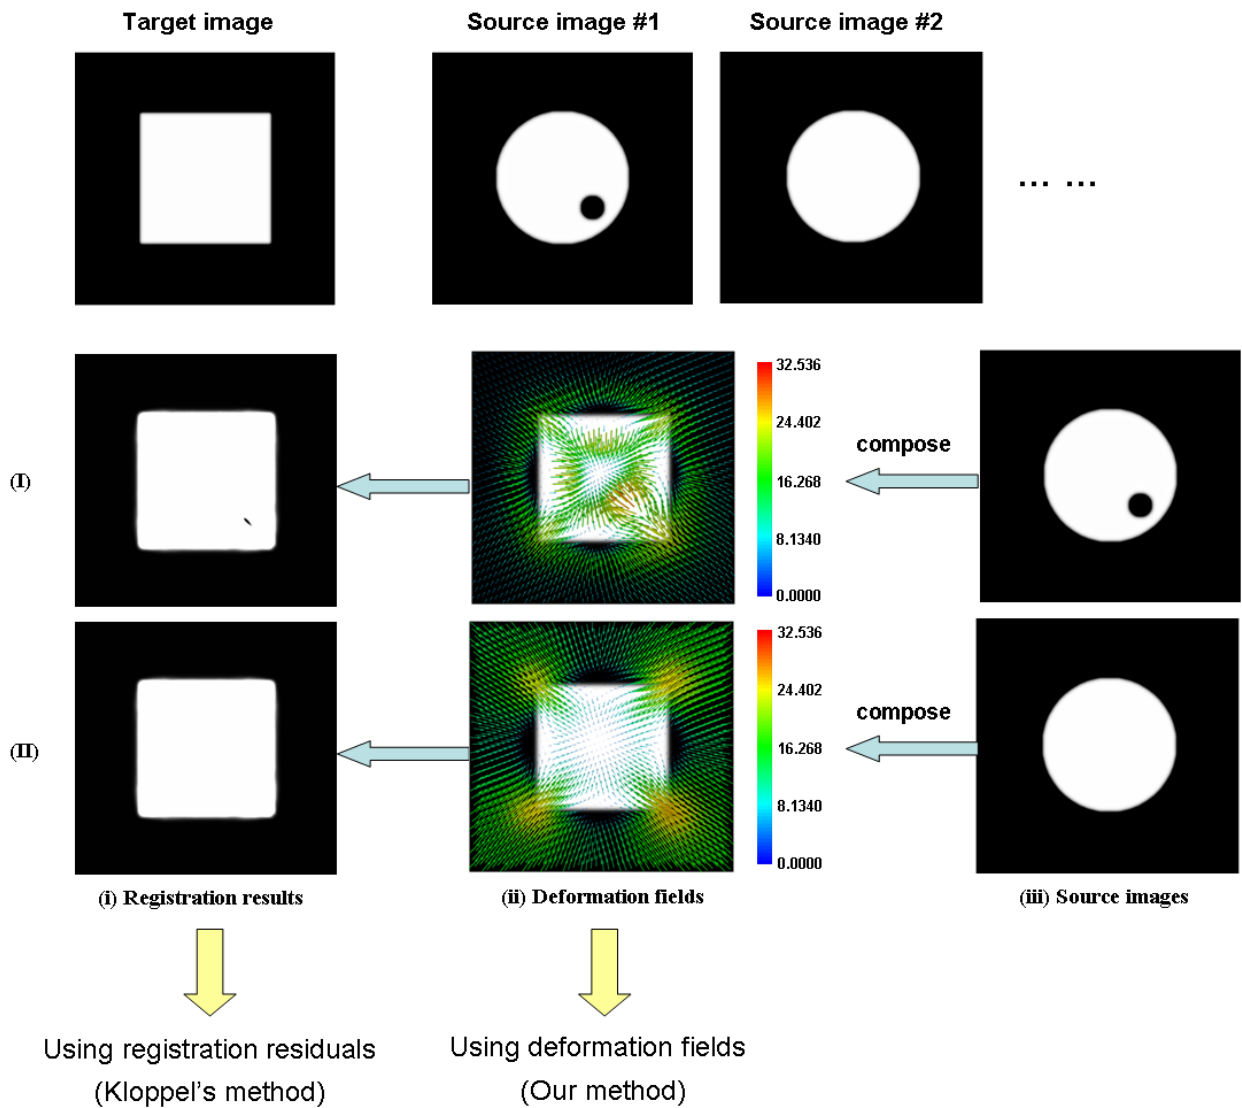 Target image
Source image #1
Source image #2
... ...
(I)
32.536
24.402
16.268
8.1340
0.0000
compose
(II)
32.536
24.402
16.268
8.1340
0.0000
compose
(i) Registration results
(ii) Deformation fields
(iii) Source images
Using registration residuals
(Kloppel's method)
Using deformation fields
(Our method)